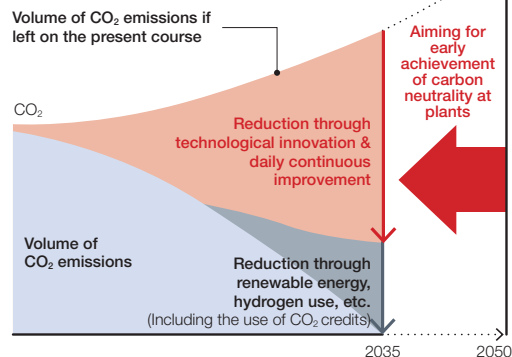 Volume of CO₂ emissions if
left on the present course
Aiming for
early
achievement
of carbon
neutrality at
plants
CO₂
Reduction through
technological innovation &
daily continuous
improvement
Volume of
CO₂ emissions
Reduction through
renewable energy,
hydrogen use, etc.
(Including the use of CO₂ credits)
2035
2050